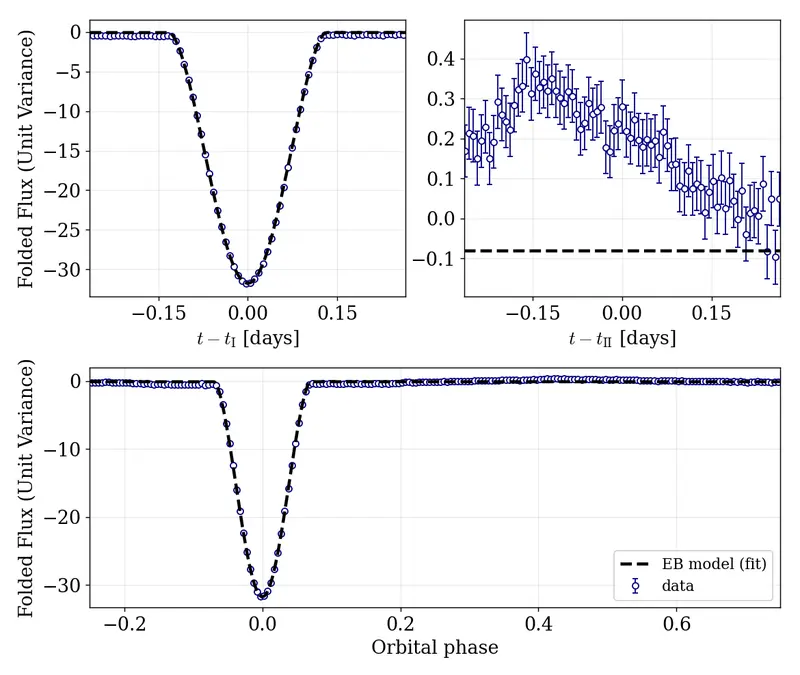 Folded Flux (Unit Variance)
0
−5
−10
−15
−20
−25
−30
−0.15 0.00 0.15
t − tI [days]
0.4
0.3
0.2
0.1
0.0
−0.1
−0.15 0.00 0.15
t − tII [days]
Folded Flux (Unit Variance)
0
−10
−20
−30
−0.2 0.0 0.2 0.4 0.6
Orbital phase
EB model (fit)
data